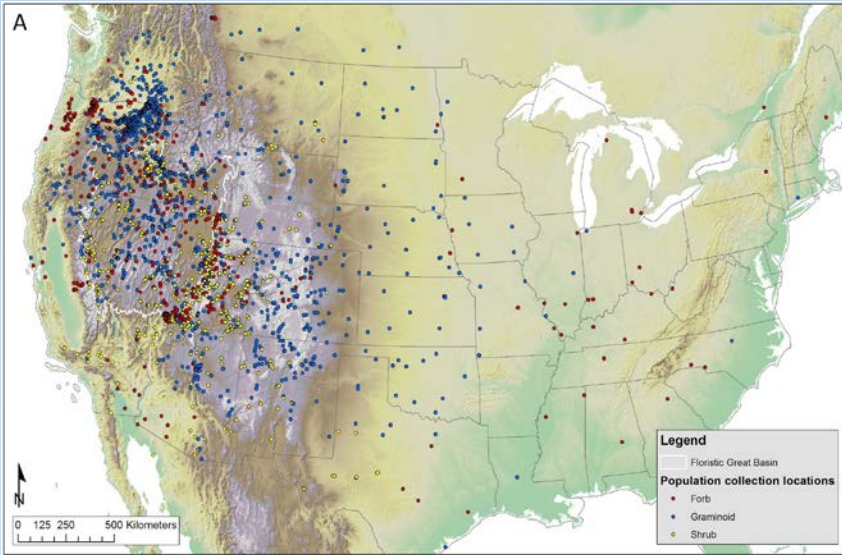 A
Legend
Floristic Great Basin
Population collection locations
Forb
Graminoid
Shrub
N
0 125 250 500 Kilometers